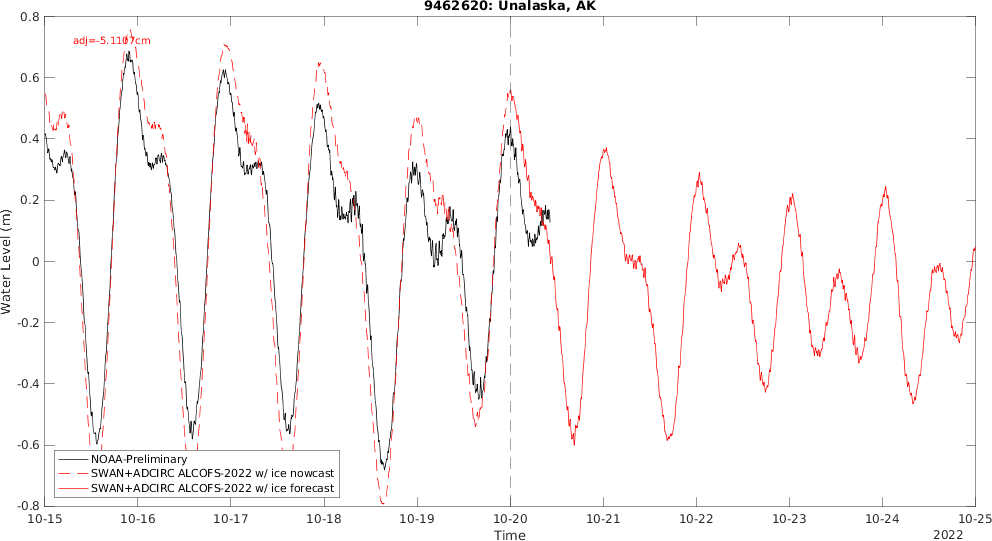 9462620: Unalaska, AK
adj=-5.1107cm
Water Level (m)
0.8
0.6
0.4
0.2
0
-0.2
-0.4
-0.6
-0.8
NOAA-Preliminary
SWAN+ADCIRC ALCOFS-2022 w/ ice nowcast
SWAN+ADCIRC ALCOFS-2022 w/ ice forecast
10-15 10-16 10-17 10-18 10-19 10-20 10-21 10-22 10-23 10-24 10-25
Time
2022